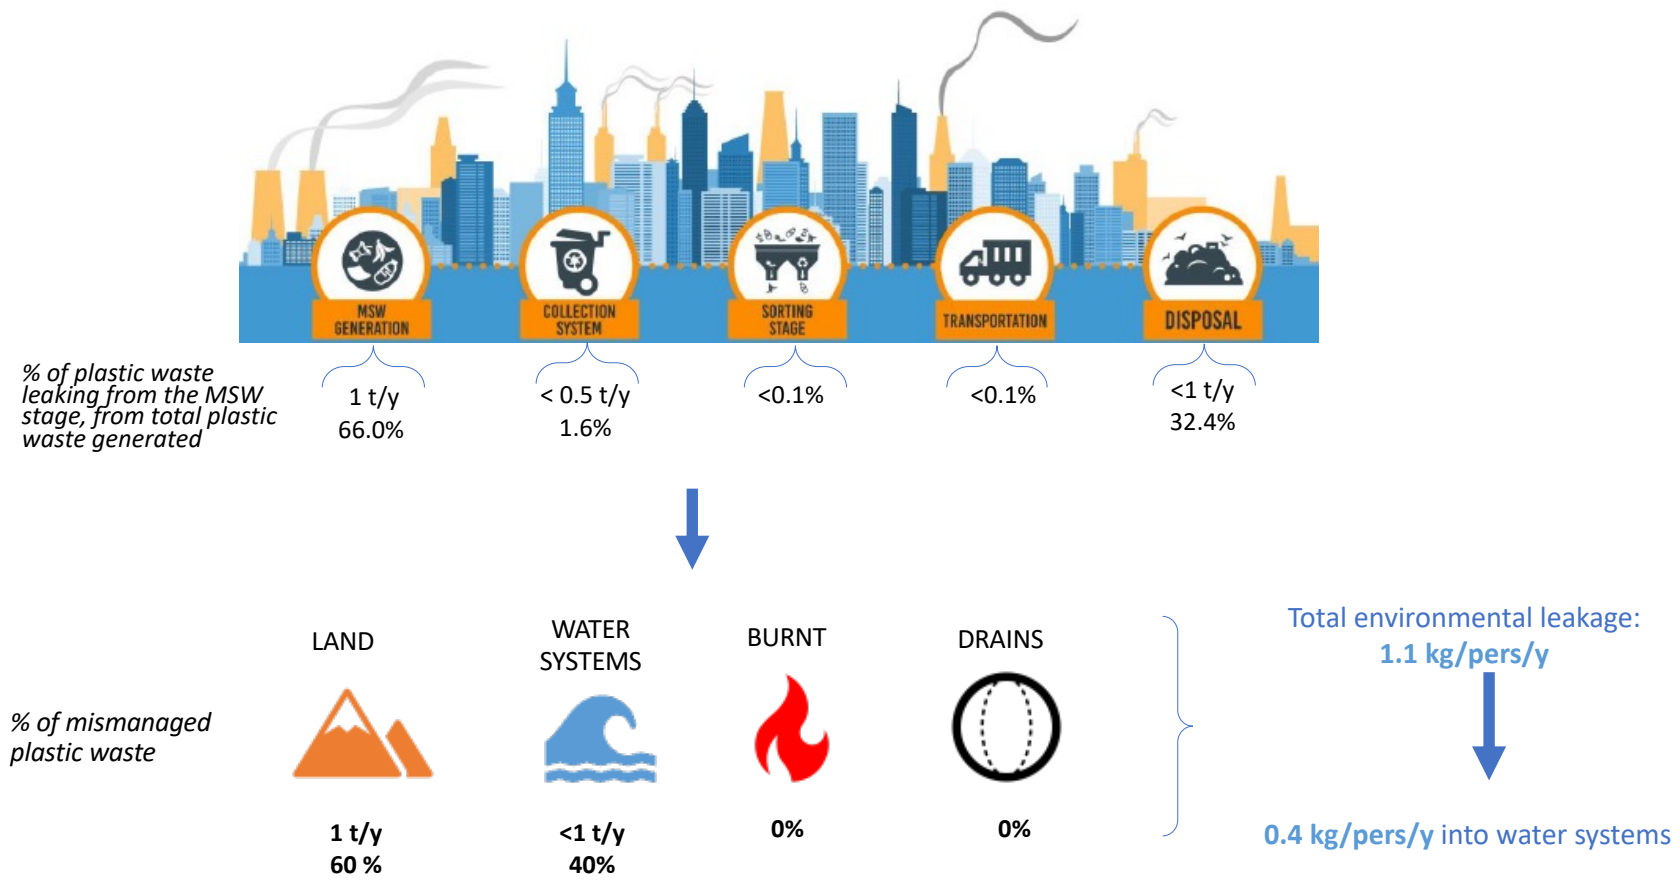 MSW
GENERATION
COLLECTION
SYSTEM
SORTING
STAGE
TRANSPORTATION
DISPOSAL
% of plastic waste
leaking from the MSW
stage, from total plastic
waste generated
1 t/y
66.0%
< 0.5 t/y
1.6%
<0.1%
<0.1%
<1 t/y
32.4%
LAND
WATER
SYSTEMS
BURNT
DRAINS
% of mismanaged
plastic waste
1 t/y
60 %
<1 t/y
40%
0%
0%
Total environmental leakage:
1.1 kg/pers/y
0.4 kg/pers/y into water systems